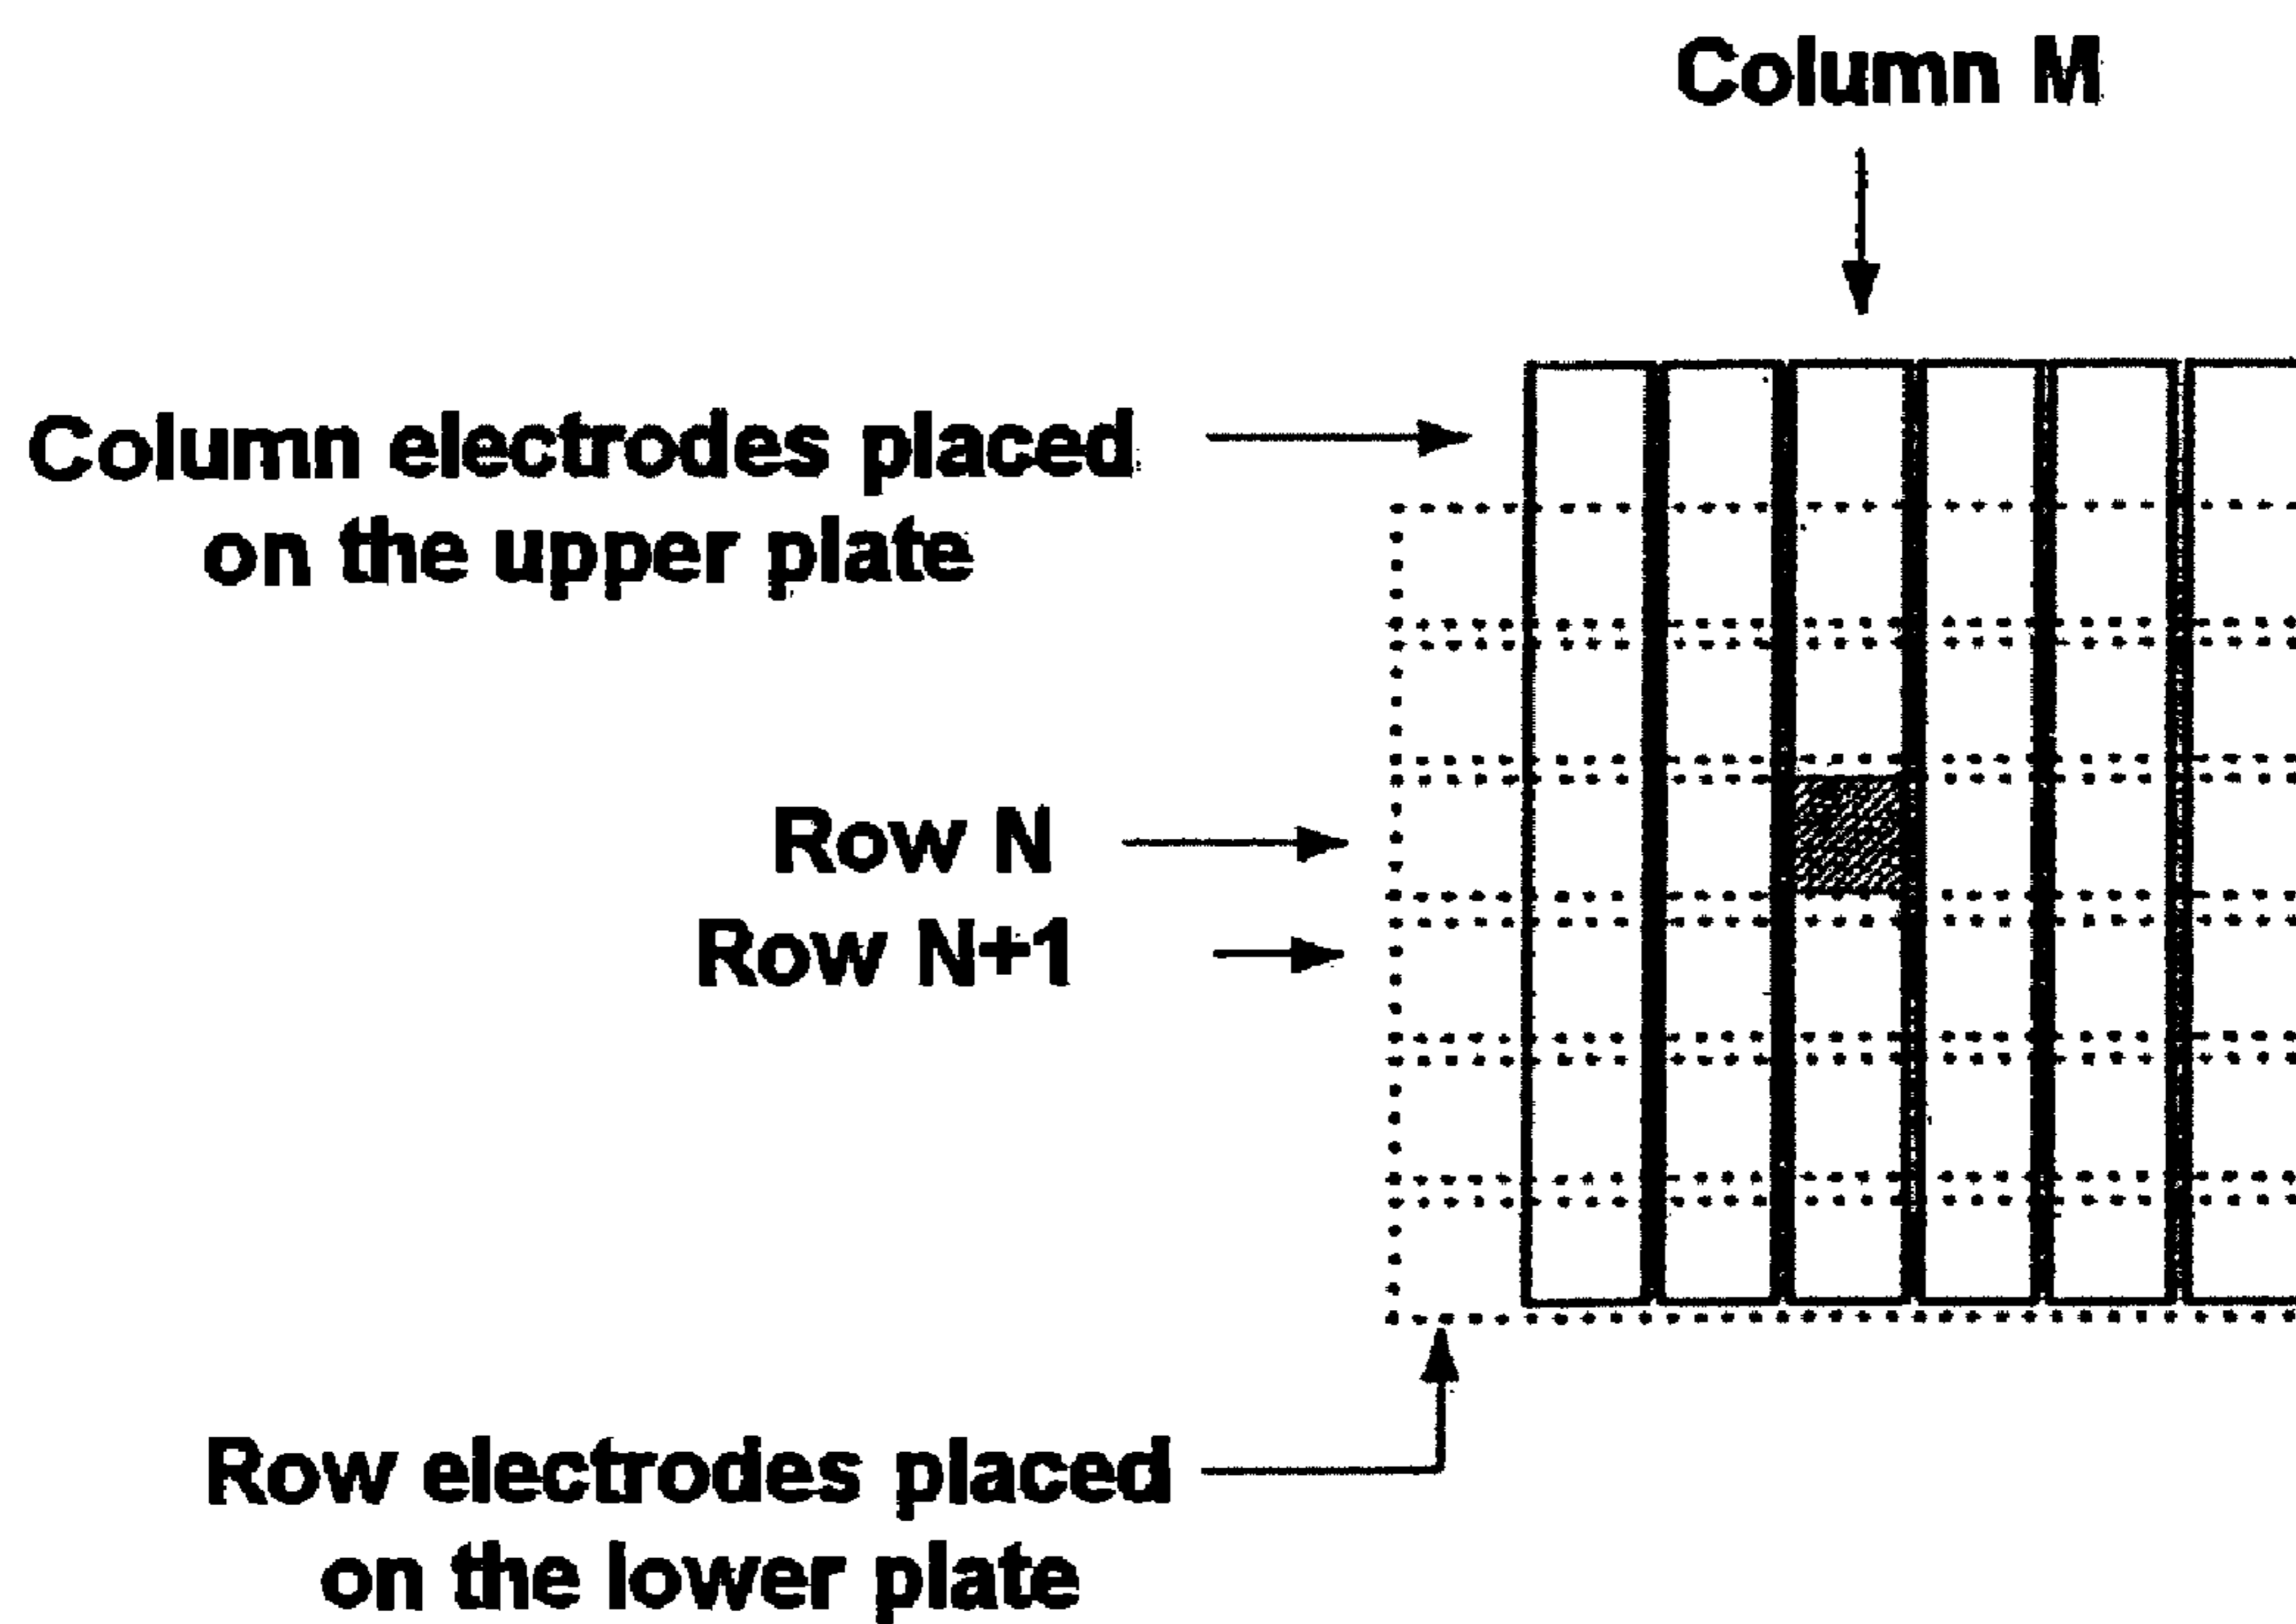 Column M
Column electrodes placed
on the upper plate
Row N
Row N+1
Row electrodes placed
on the lower plate